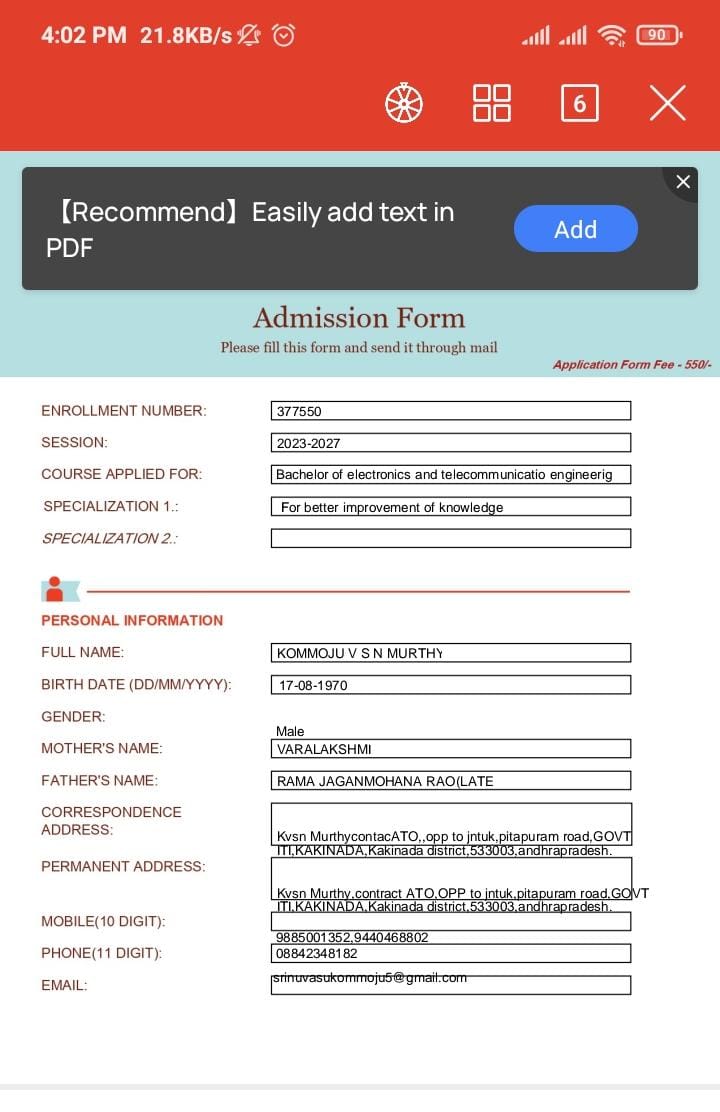 4:02 PM 21.8KB/s
90
6
【Recommend】Easily add text in
PDF
Add
Admission Form
Please fill this form and send it through mail
Application Form Fee - 550/-
ENROLLMENT NUMBER: 377550
SESSION: 2023-2027
COURSE APPLIED FOR: Bachelor of electronics and telecommunicatio engineerig
SPECIALIZATION 1.: For better improvement of knowledge
SPECIALIZATION 2.:
PERSONAL INFORMATION
FULL NAME: KOMMOJU V S N MURTHY
BIRTH DATE (DD/MM/YYYY): 17-08-1970
GENDER:
Male
MOTHER'S NAME: VARALAKSHMI
FATHER'S NAME: RAMA JAGANMOHANA RAO(LATE
CORRESPONDENCE
ADDRESS:
Kvsn MurthycontacATO,,opp to jntuk,pitapuram road,GOVT
ITI,KAKINADA,Kakinada district,533003,andhrapradesh.
PERMANENT ADDRESS:
Kvsn Murthy,contract ATO,OPP to jntuk,pitapuram road,GOVT
ITI,KAKINADA,Kakinada district,533003,andhrapradesh.
MOBILE(10 DIGIT):
9885001352,9440468802
PHONE(11 DIGIT): 08842348182
EMAIL: srinuvasukommoju5@gmail.com